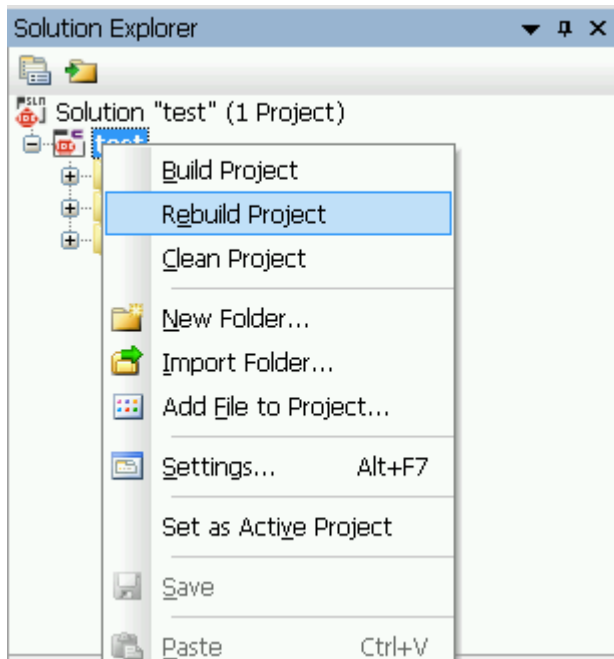 Solution Explorer
Solution "test" (1 Project)
test
Build Project
Rebuild Project
Clean Project
New Folder...
Import Folder...
Add File to Project...
Settings... Alt+F7
Set as Active Project
Save
Paste Ctrl+V